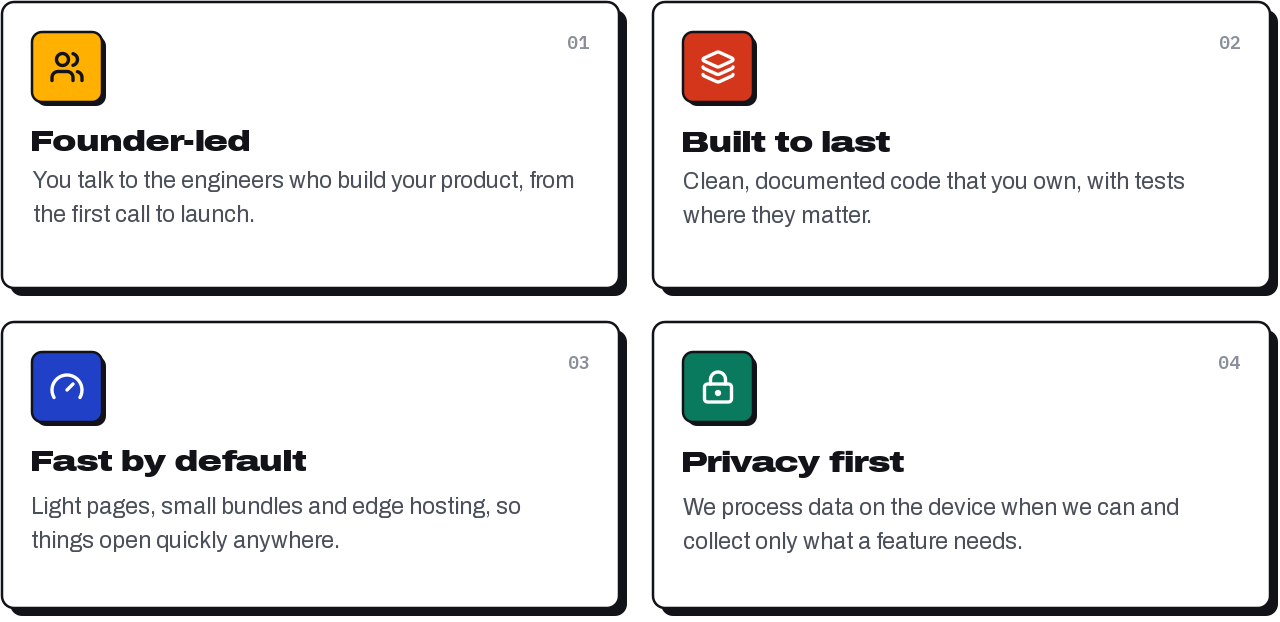 01
Founder-led
You talk to the engineers who build your product, from
the first call to launch.
02
Built to last
Clean, documented code that you own, with tests
where they matter.
03
Fast by default
Light pages, small bundles and edge hosting, so
things open quickly anywhere.
04
Privacy first
We process data on the device when we can and
collect only what a feature needs.